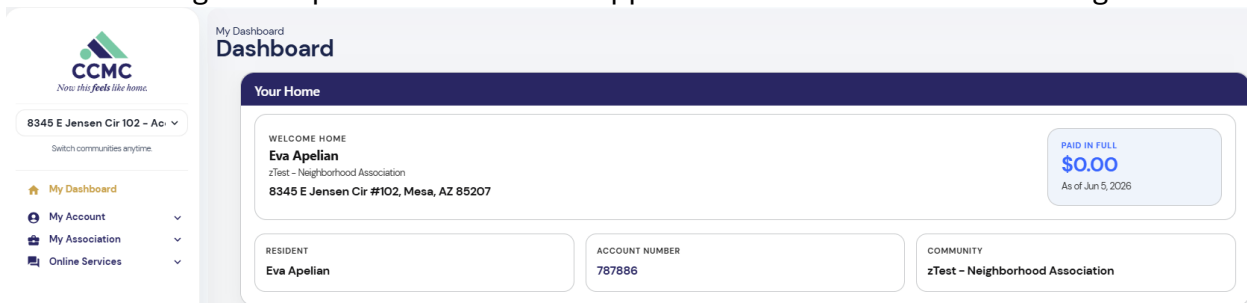 My Dashboard
Dashboard
CCMC
Now this feels like home.
8345 E Jensen Cir 102 - Acc
Switch communities anytime.
My Dashboard
My Account
My Association
Online Services
Your Home
WELCOME HOME
Eva Apelian
zTest - Neighborhood Association
8345 E Jensen Cir #102, Mesa, AZ 85207
PAID IN FULL
$0.00
As of Jun 5, 2026
RESIDENT
Eva Apelian
ACCOUNT NUMBER
787886
COMMUNITY
zTest - Neighborhood Association